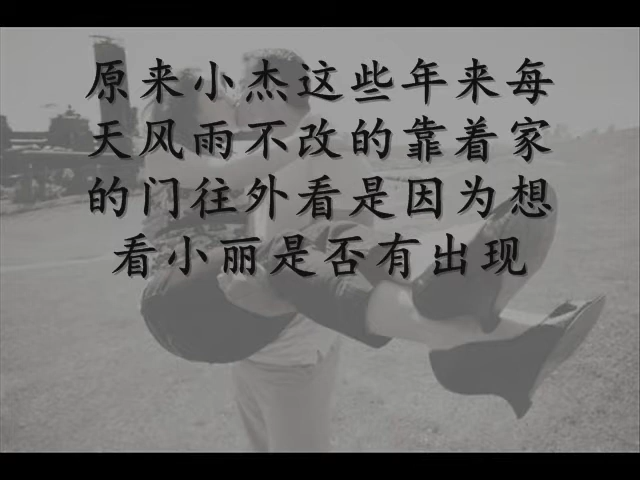 原来小杰这些年来每
天风雨不改的靠着家
的门往外看是因为想
看小丽是否有出现